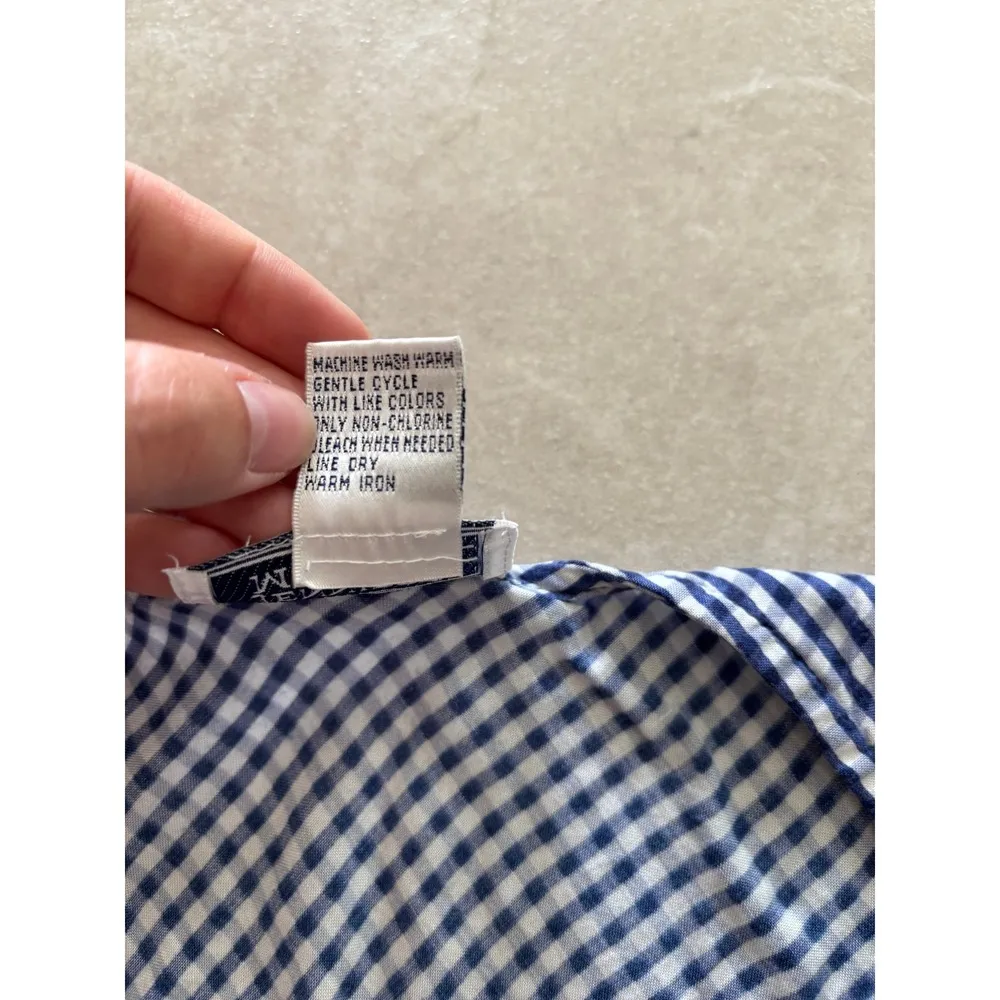 MACHINE WASH WARM
GENTLE CYCLE
WITH LIKE COLORS
ONLY NON-CHLORINE
BLEACH WHEN NEEDED
LINE DRY
WARM IRON